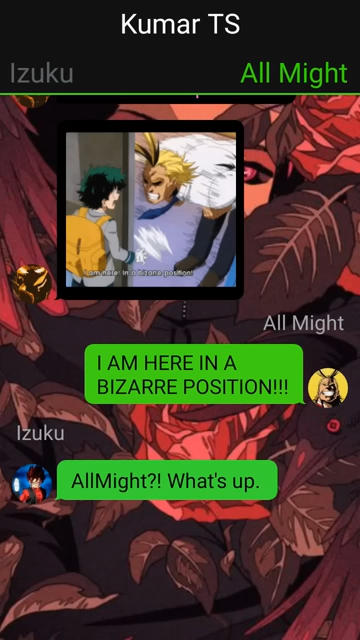 Kumar TS
Izuku
All Might
I am here! In a bizarre position!
All Might
I AM HERE IN A
BIZARRE POSITION!!!
Izuku
AllMight?! What's up.